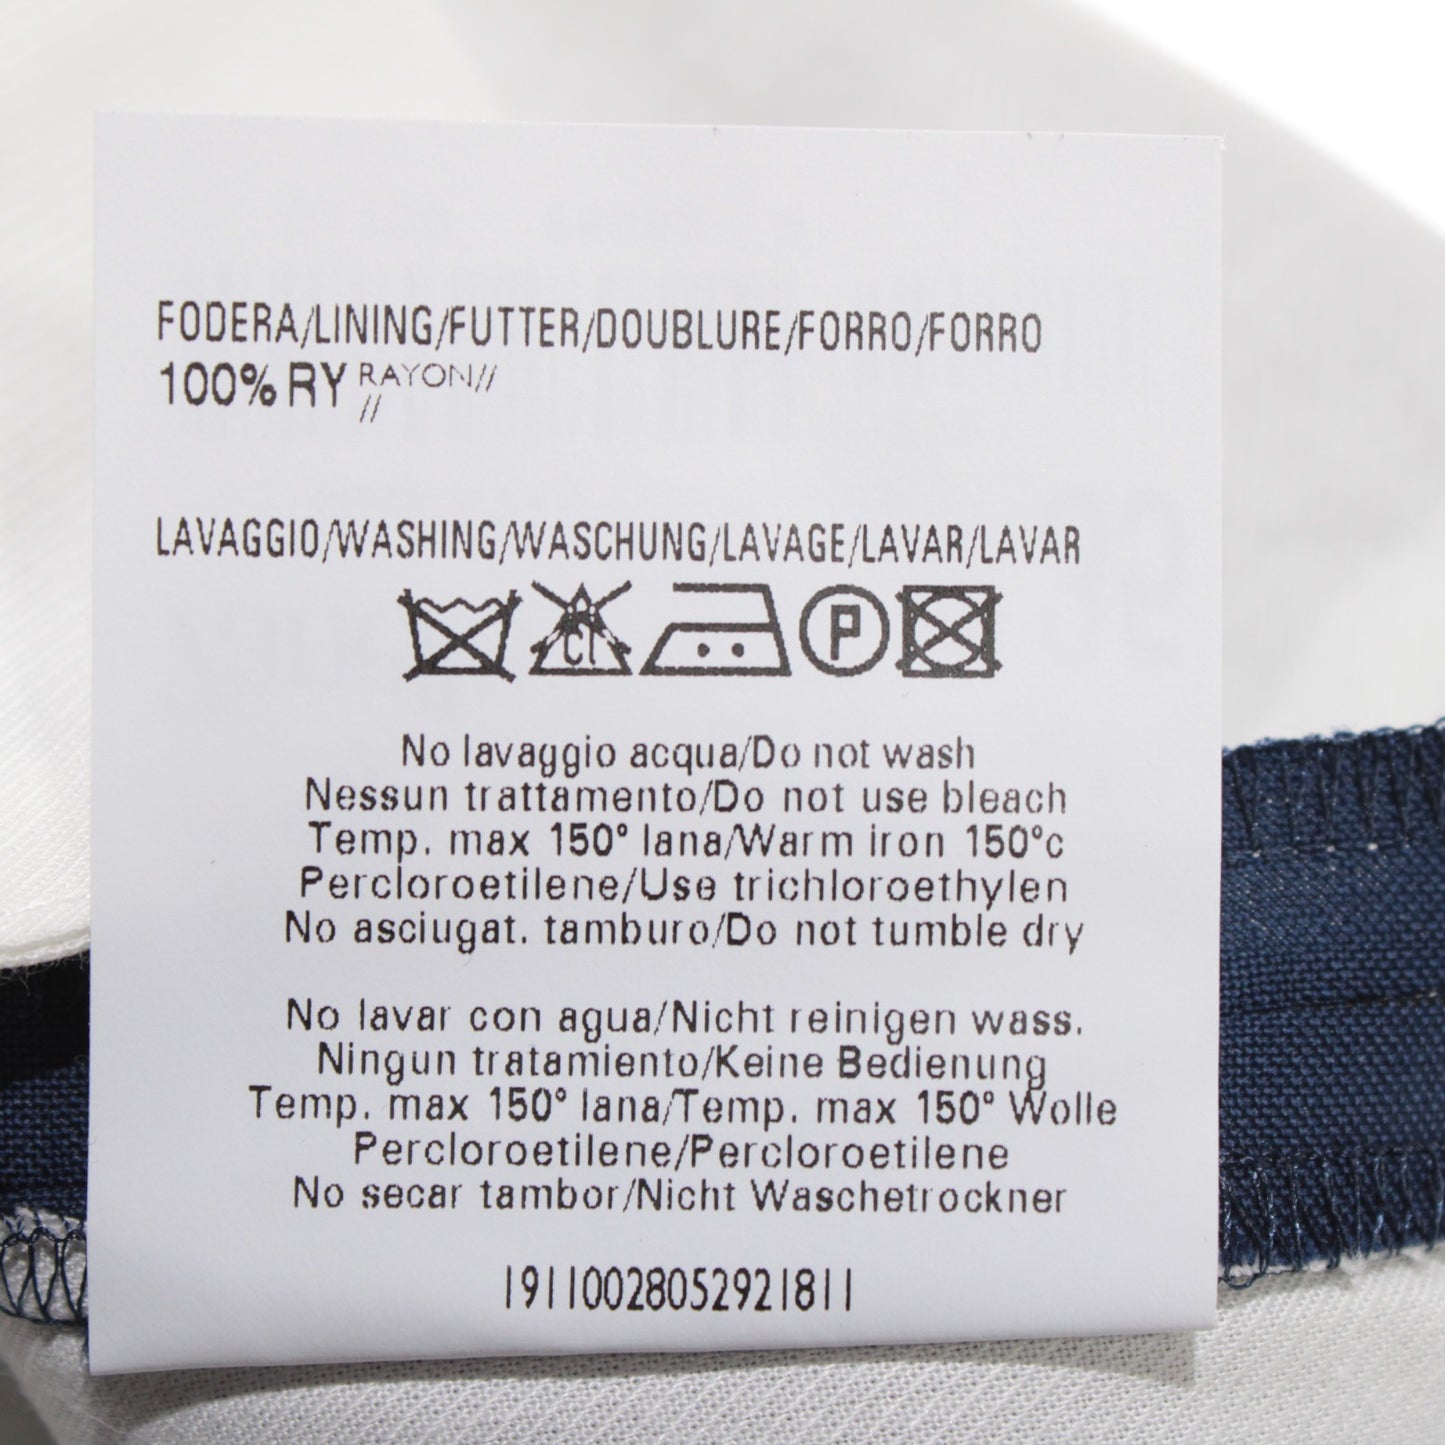 FODERA/LINING/FUTTER/DOUBLURE/FORRO/FORRO
100% RY RAYON//
//
LAVAGGIO/WASHING/WASCHUNG/LAVAGE/LAVAR/LAVAR
Cl P
No lavaggio acqua/Do not wash
Nessun trattamento/Do not use bleach
Temp. max 150° lana/Warm iron 150°c
Percloroetilene/Use trichloroethylen
No asciugat. tamburo/Do not tumble dry
No lavar con agua/Nicht reinigen wass.
Ningun tratamiento/Keine Bedienung
Temp. max 150° lana/Temp. max 150° Wolle
Percloroetilene/Percloroetilene
No secar tambor/Nicht Waschetrockner
19110028052921811